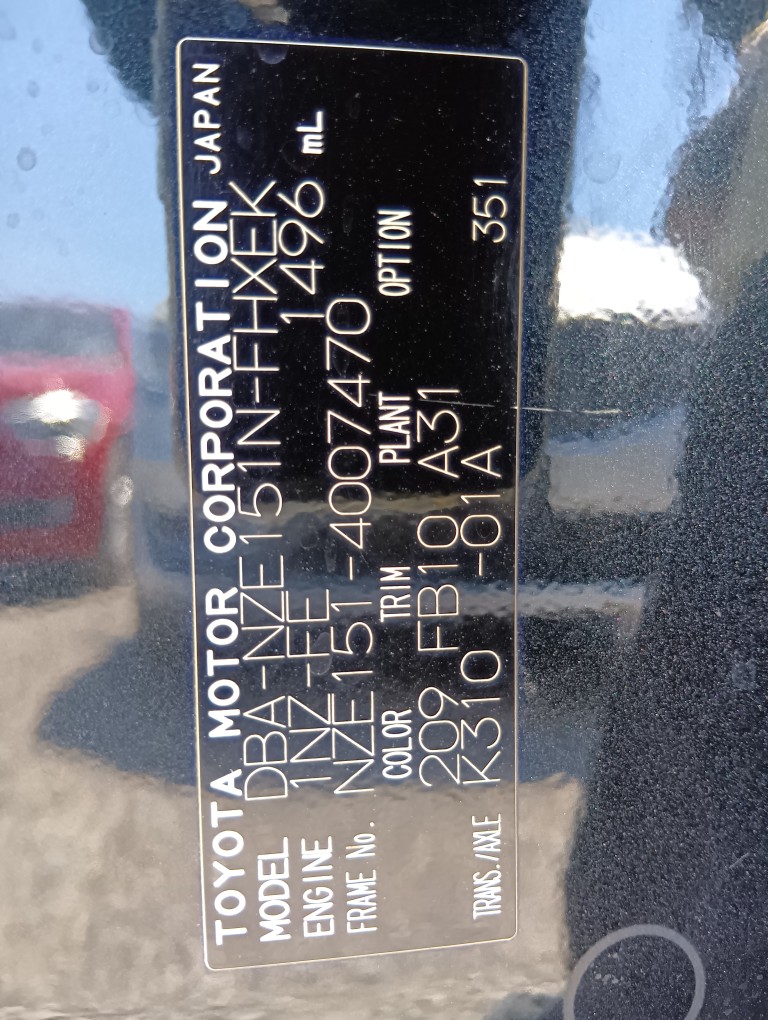 TOYOTA MOTOR CORPORATION JAPAN
MODEL DBA-NZE151N-FHXEK
ENGINE 1NZ-FE 1496 mL
FRAME No. NZE151-4007470
COLOR TRIM PLANT OPTION
209 FB10 A31
TRANS./AXLE K310 -01A 351